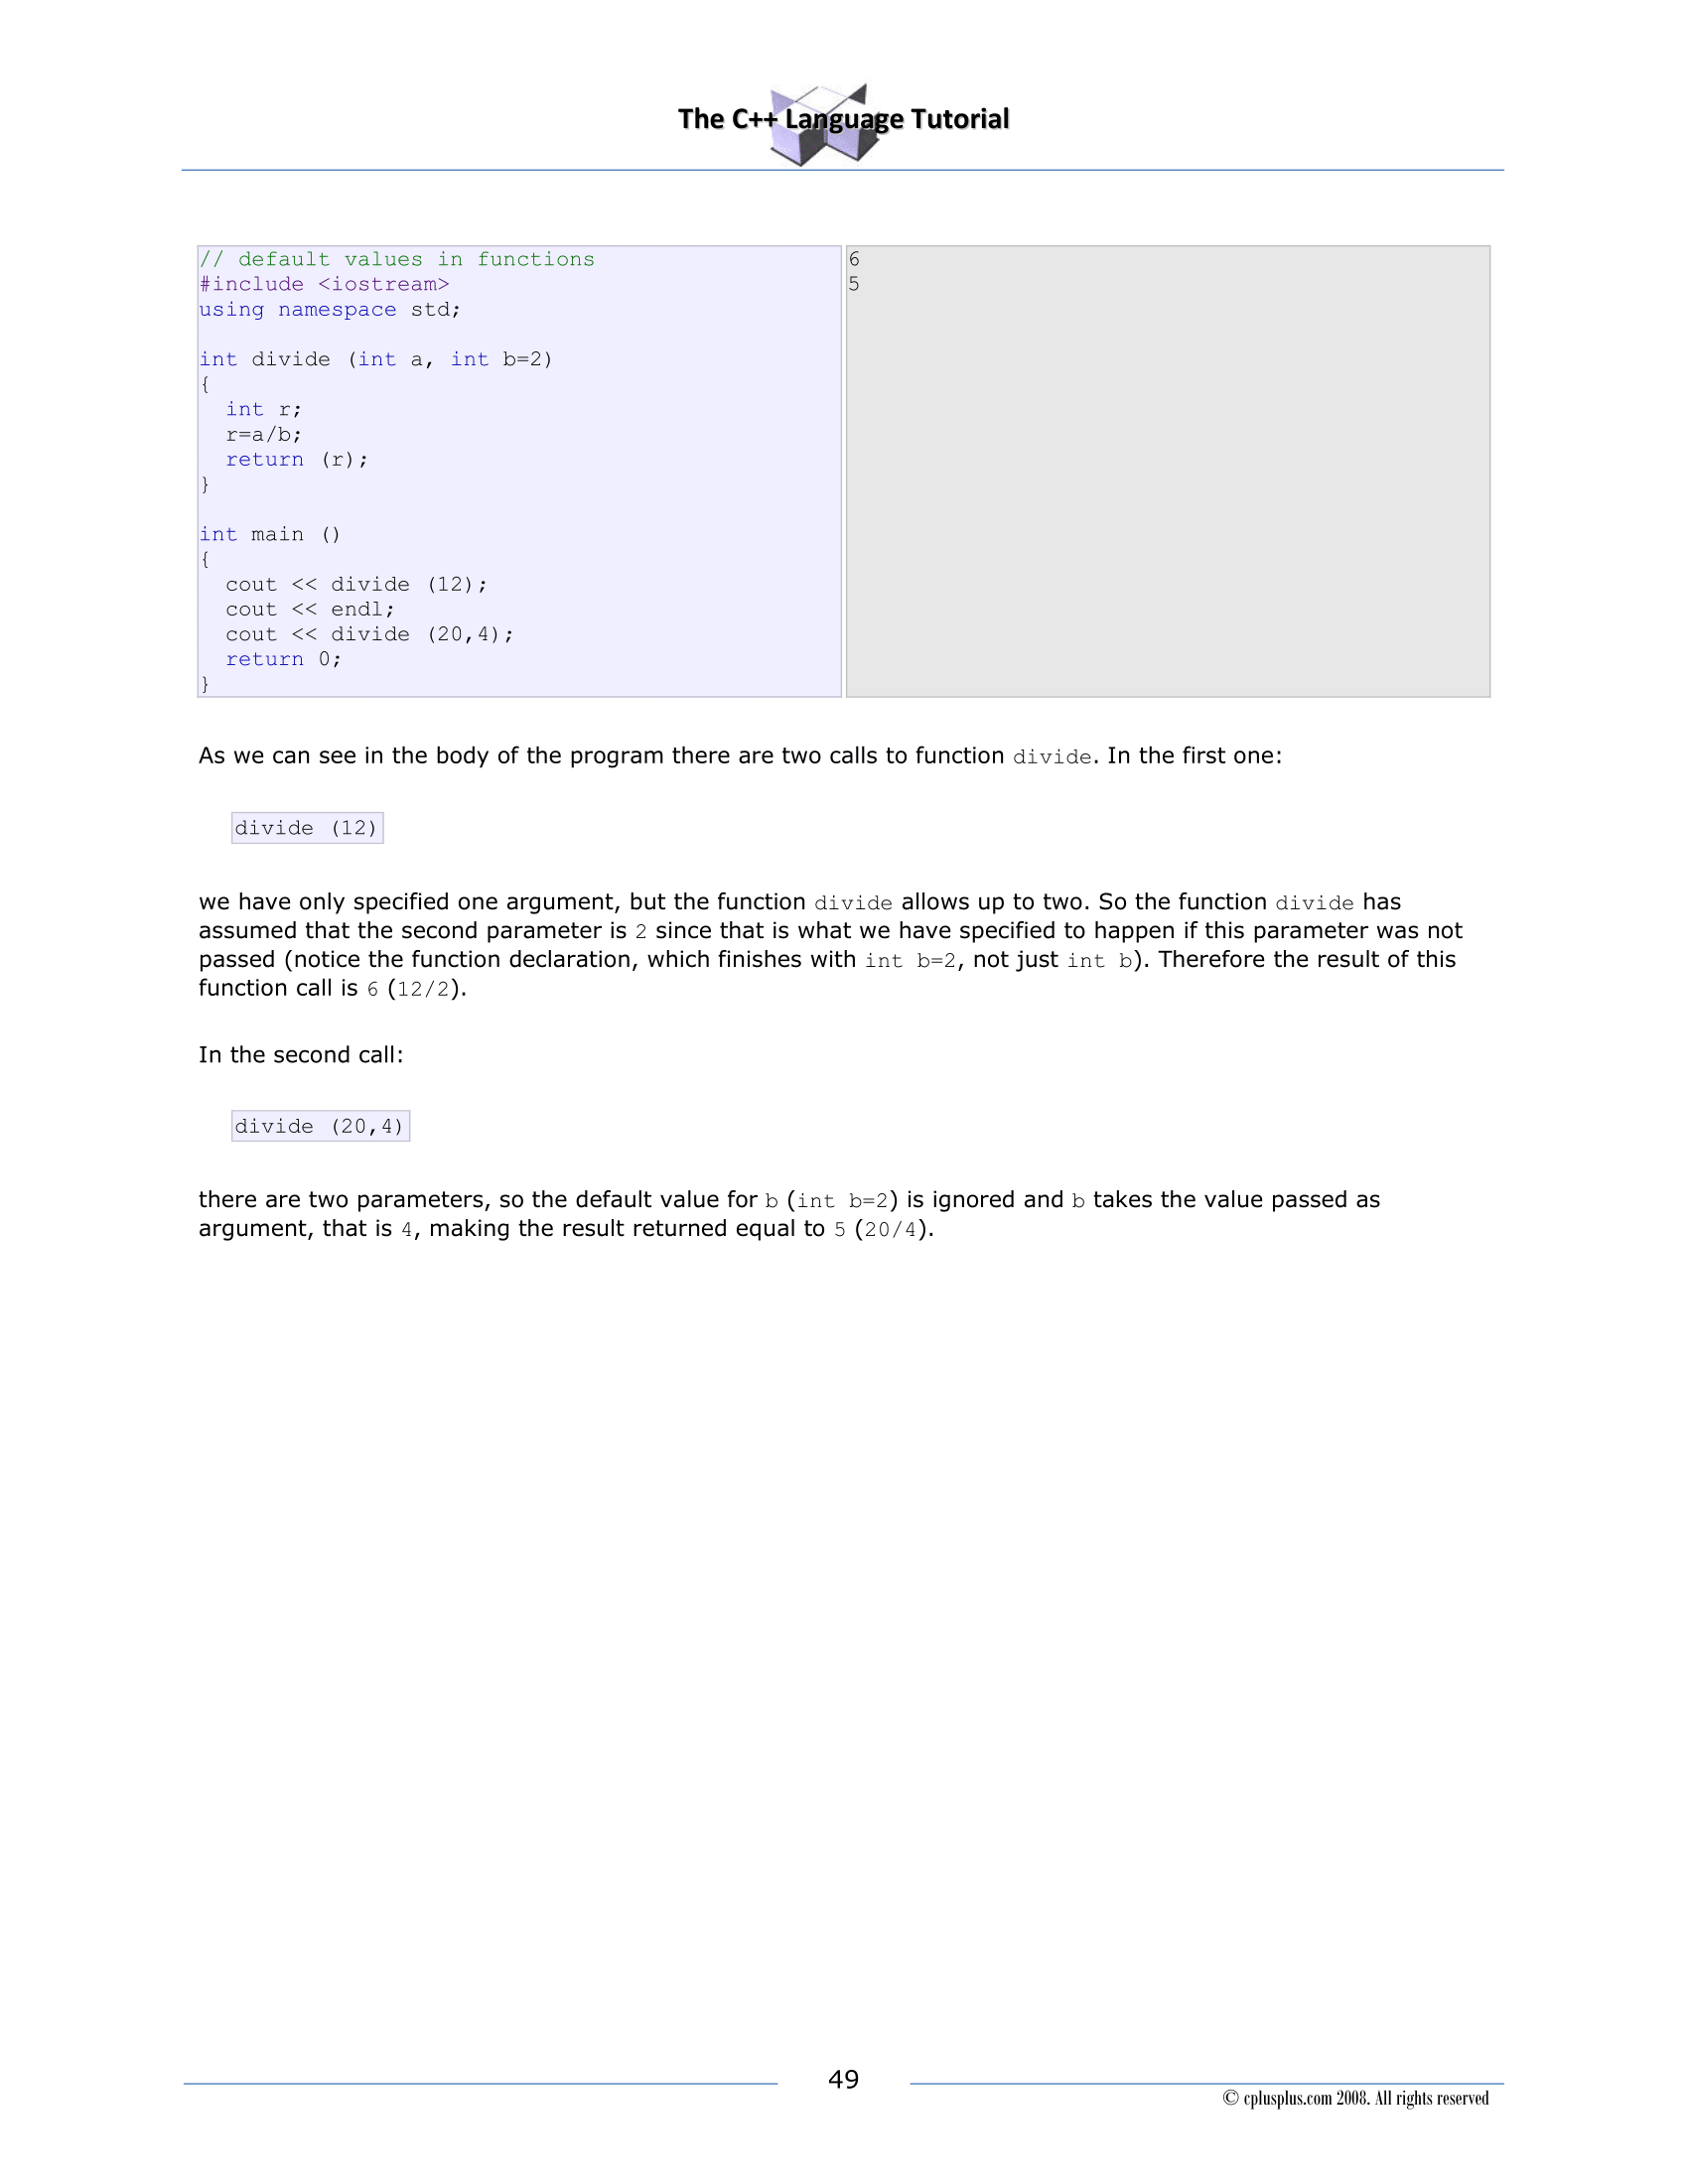 The C++ Language Tutorial
// default values in functions
#include <iostream>
using namespace std;
int divide (int a, int b=2)
{
  int r;
  r=a/b;
  return (r);
}
int main ()
{
  cout << divide (12);
  cout << endl;
  cout << divide (20,4);
  return 0;
}
6
5
As we can see in the body of the program there are two calls to function divide. In the first one:
divide (12)
we have only specified one argument, but the function divide allows up to two. So the function divide has
assumed that the second parameter is 2 since that is what we have specified to happen if this parameter was not
passed (notice the function declaration, which finishes with int b=2, not just int b). Therefore the result of this
function call is 6 (12/2).
In the second call:
divide (20,4)
there are two parameters, so the default value for b (int b=2) is ignored and b takes the value passed as
argument, that is 4, making the result returned equal to 5 (20/4).
49
© cplusplus.com 2008. All rights reserved